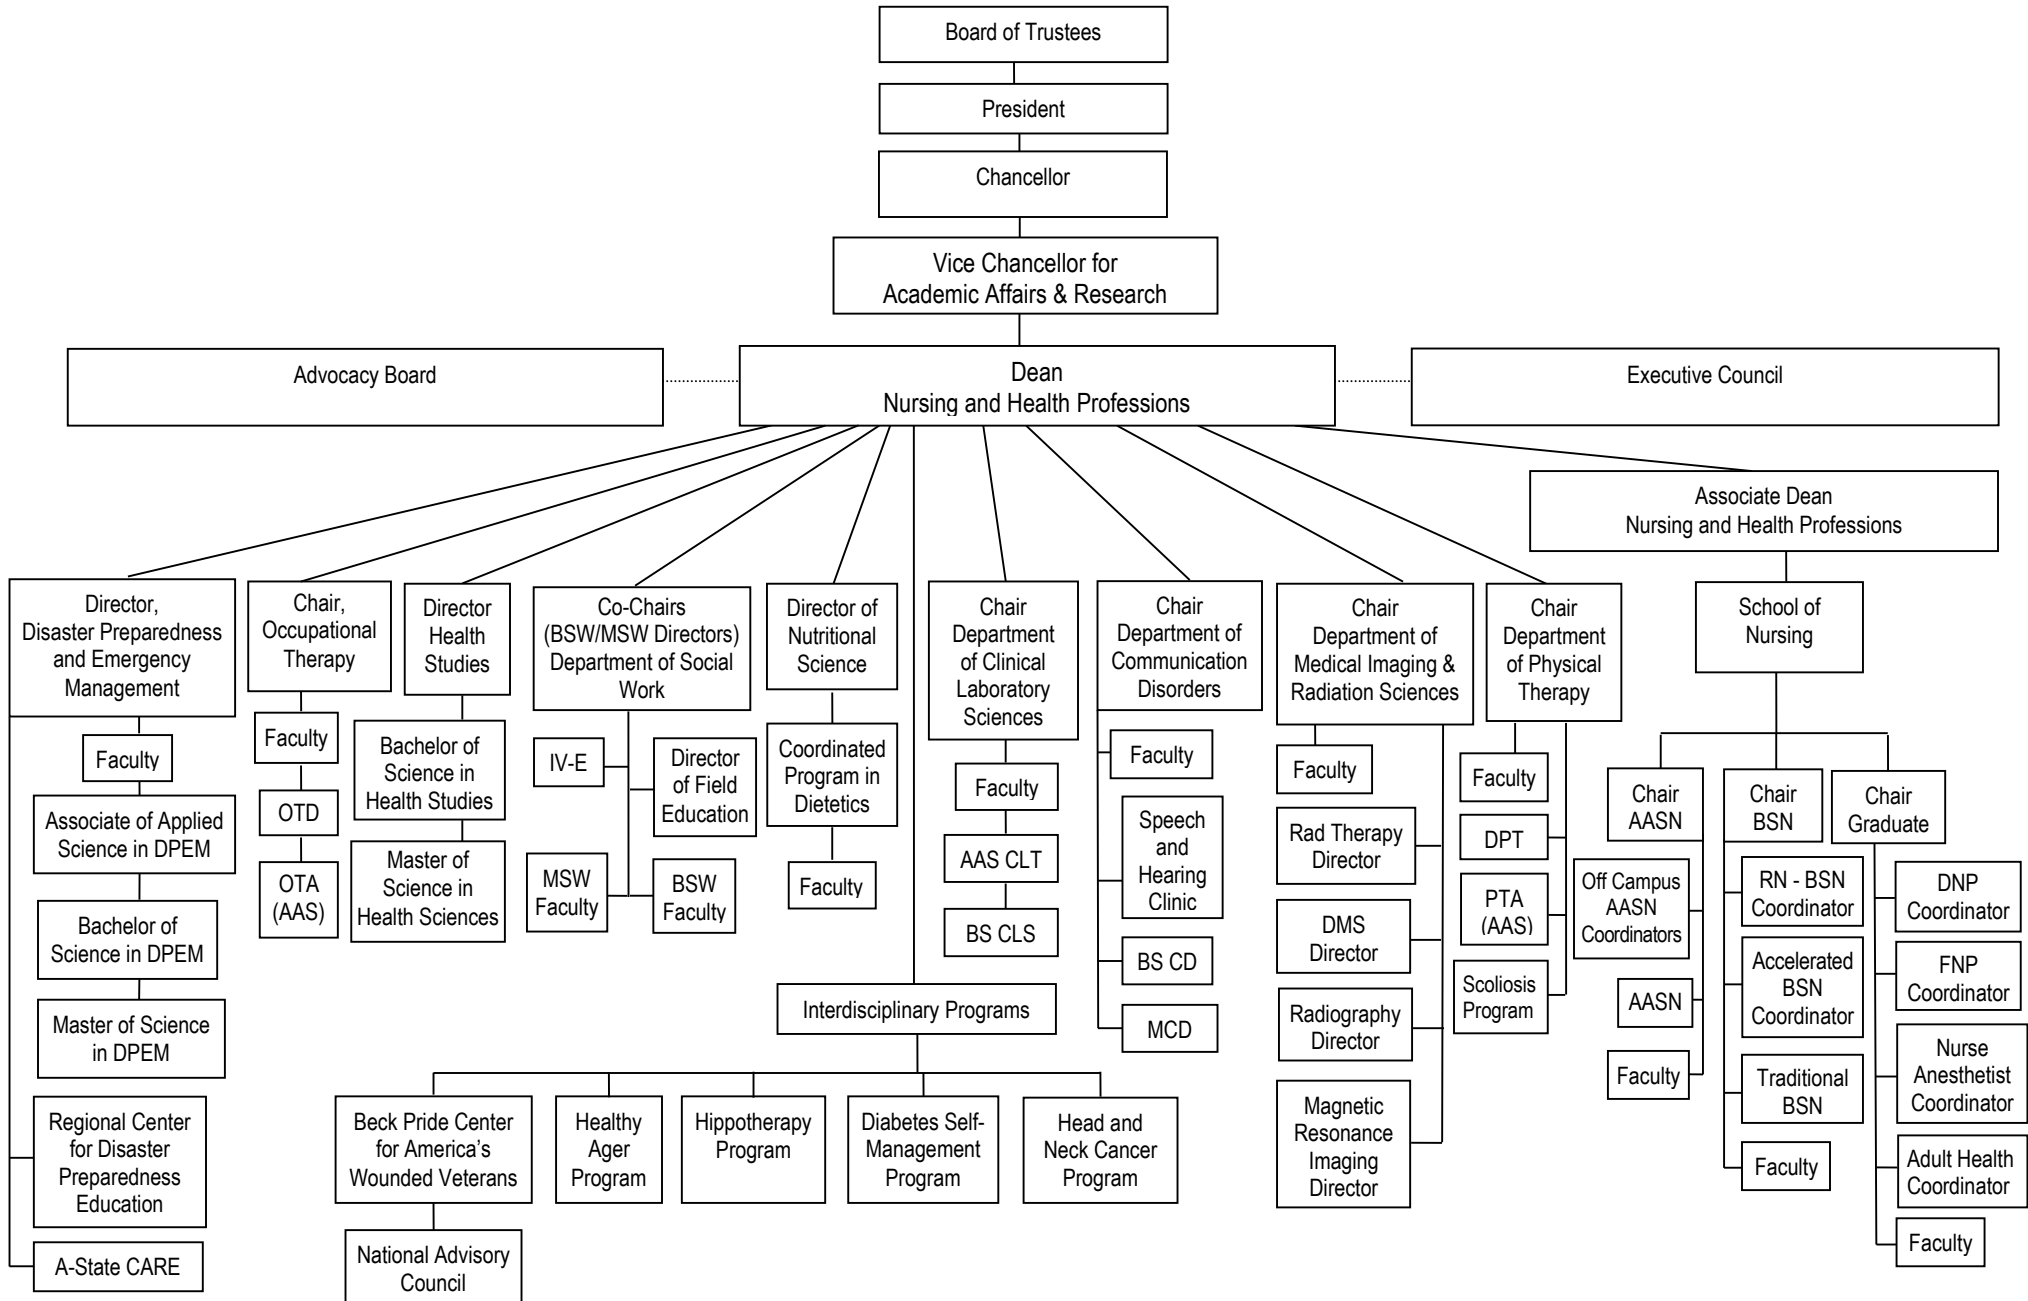 Board of Trustees
President
Chancellor
Vice Chancellor for
Academic Affairs & Research
Advocacy Board
Dean
Nursing and Health Professions
Executive Council
Associate Dean
Nursing and Health Professions
Director,
Disaster Preparedness
and Emergency
Management
Faculty
Associate of Applied
Science in DPEM
Bachelor of
Science in DPEM
Master of Science
in DPEM
Regional Center
for Disaster
Preparedness
Education
A-State CARE
Chair,
Occupational
Therapy
Faculty
OTD
OTA
(AAS)
Director
Health
Studies
Bachelor of
Science in
Health Studies
Master of
Science in
Health Sciences
Co-Chairs
(BSW/MSW Directors)
Department of Social
Work
IV-E
Director
of Field
Education
MSW
Faculty
BSW
Faculty
Director of
Nutritional
Science
Coordinated
Program in
Dietetics
Faculty
Interdisciplinary Programs
Beck Pride Center
for America’s
Wounded Veterans
National Advisory
Council
Healthy
Ager
Program
Hippotherapy
Program
Diabetes Self-
Management
Program
Head and
Neck Cancer
Program
Chair
Department
of Clinical
Laboratory
Sciences
Faculty
AAS CLT
BS CLS
Chair
Department of
Communication
Disorders
Faculty
Speech
and
Hearing
Clinic
BS CD
MCD
Chair
Department of
Medical Imaging &
Radiation Sciences
Faculty
Rad Therapy
Director
DMS
Director
Radiography
Director
Magnetic
Resonance
Imaging
Director
Chair
Department
of Physical
Therapy
Faculty
DPT
PTA
(AAS)
Scoliosis
Program
School of
Nursing
Chair
AASN
Off Campus
AASN
Coordinators
AASN
Faculty
Chair
BSN
RN - BSN
Coordinator
Accelerated
BSN
Coordinator
Traditional
BSN
Faculty
Chair
Graduate
DNP
Coordinator
FNP
Coordinator
Nurse
Anesthetist
Coordinator
Adult Health
Coordinator
Faculty